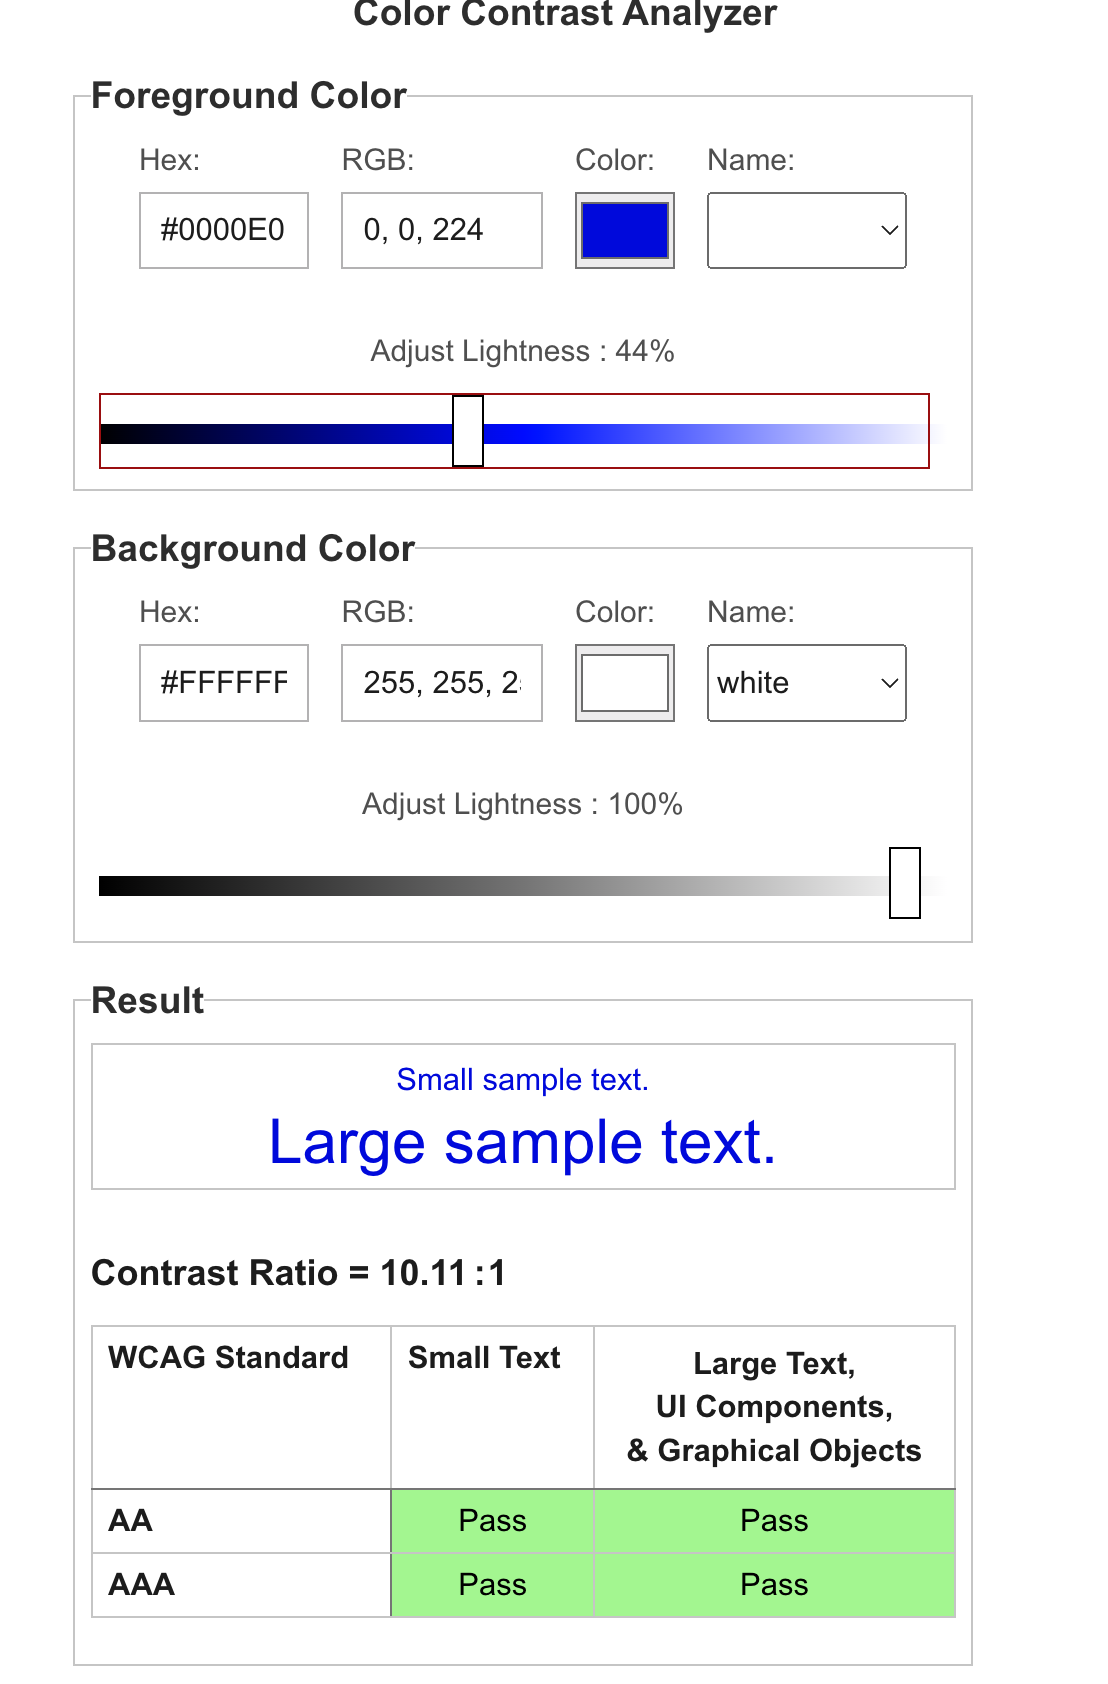 Color Contrast Analyzer
Foreground Color
Hex: RGB: Color: Name:
#0000E0 0, 0, 224
Adjust Lightness : 44%
Background Color
Hex: RGB: Color: Name:
#FFFFFF 255, 255, 2 white
Adjust Lightness : 100%
Result
Small sample text.
Large sample text.
Contrast Ratio = 10.11 :1
WCAG Standard Small Text Large Text,
UI Components,
& Graphical Objects
AA Pass Pass
AAA Pass Pass